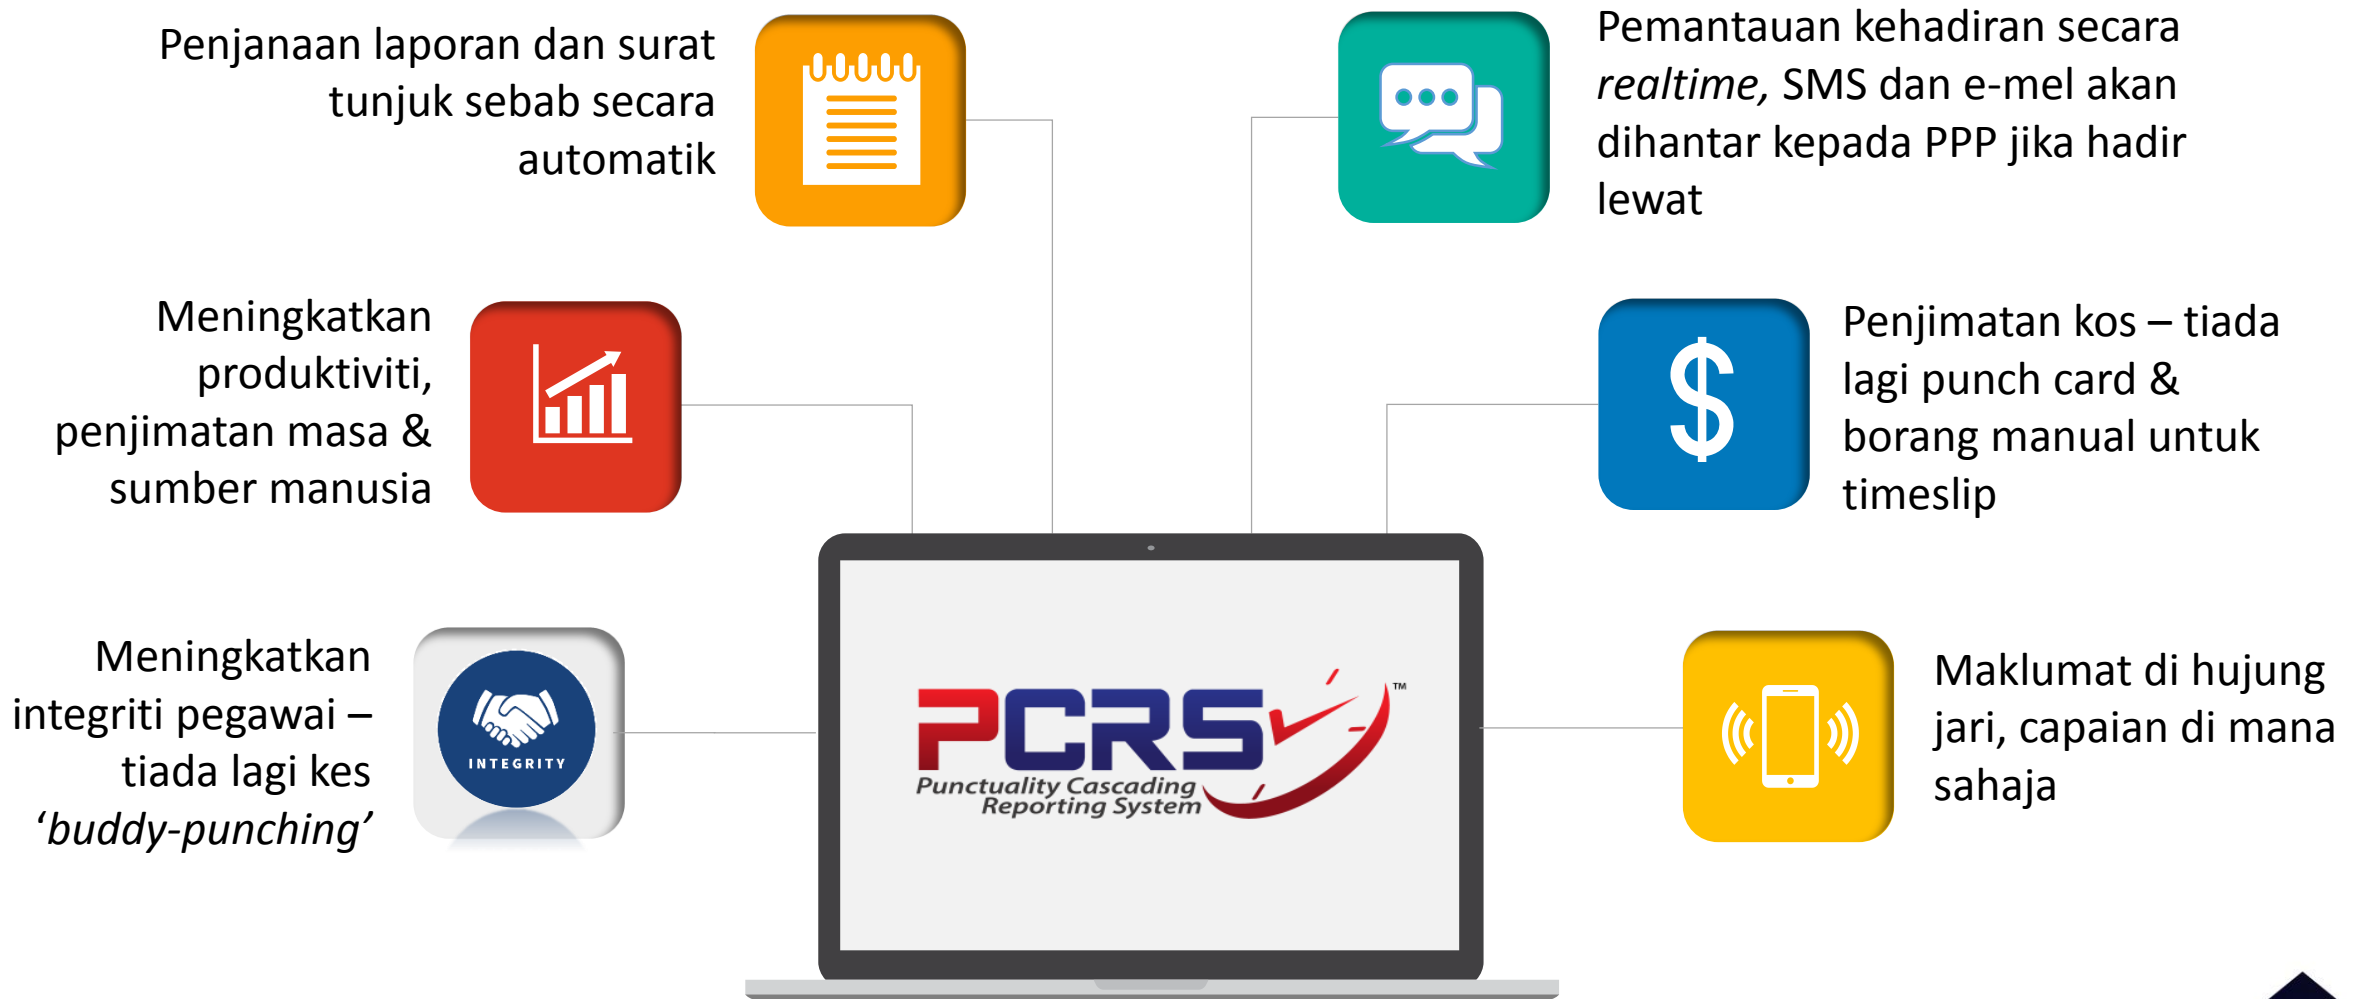 Penjanaan laporan dan surat
tunjuk sebab secara
automatik
Pemantauan kehadiran secara
realtime, SMS dan e-mel akan
dihantar kepada PPP jika hadir
lewat
Meningkatkan
produktiviti,
penjimatan masa &
sumber manusia
Penjimatan kos – tiada
lagi punch card &
borang manual untuk
timeslip
Meningkatkan
integriti pegawai –
tiada lagi kes
‘buddy-punching’
INTEGRITY
PCRS™
Punctuality Cascading
Reporting System
Maklumat di hujung
jari, capaian di mana
sahaja